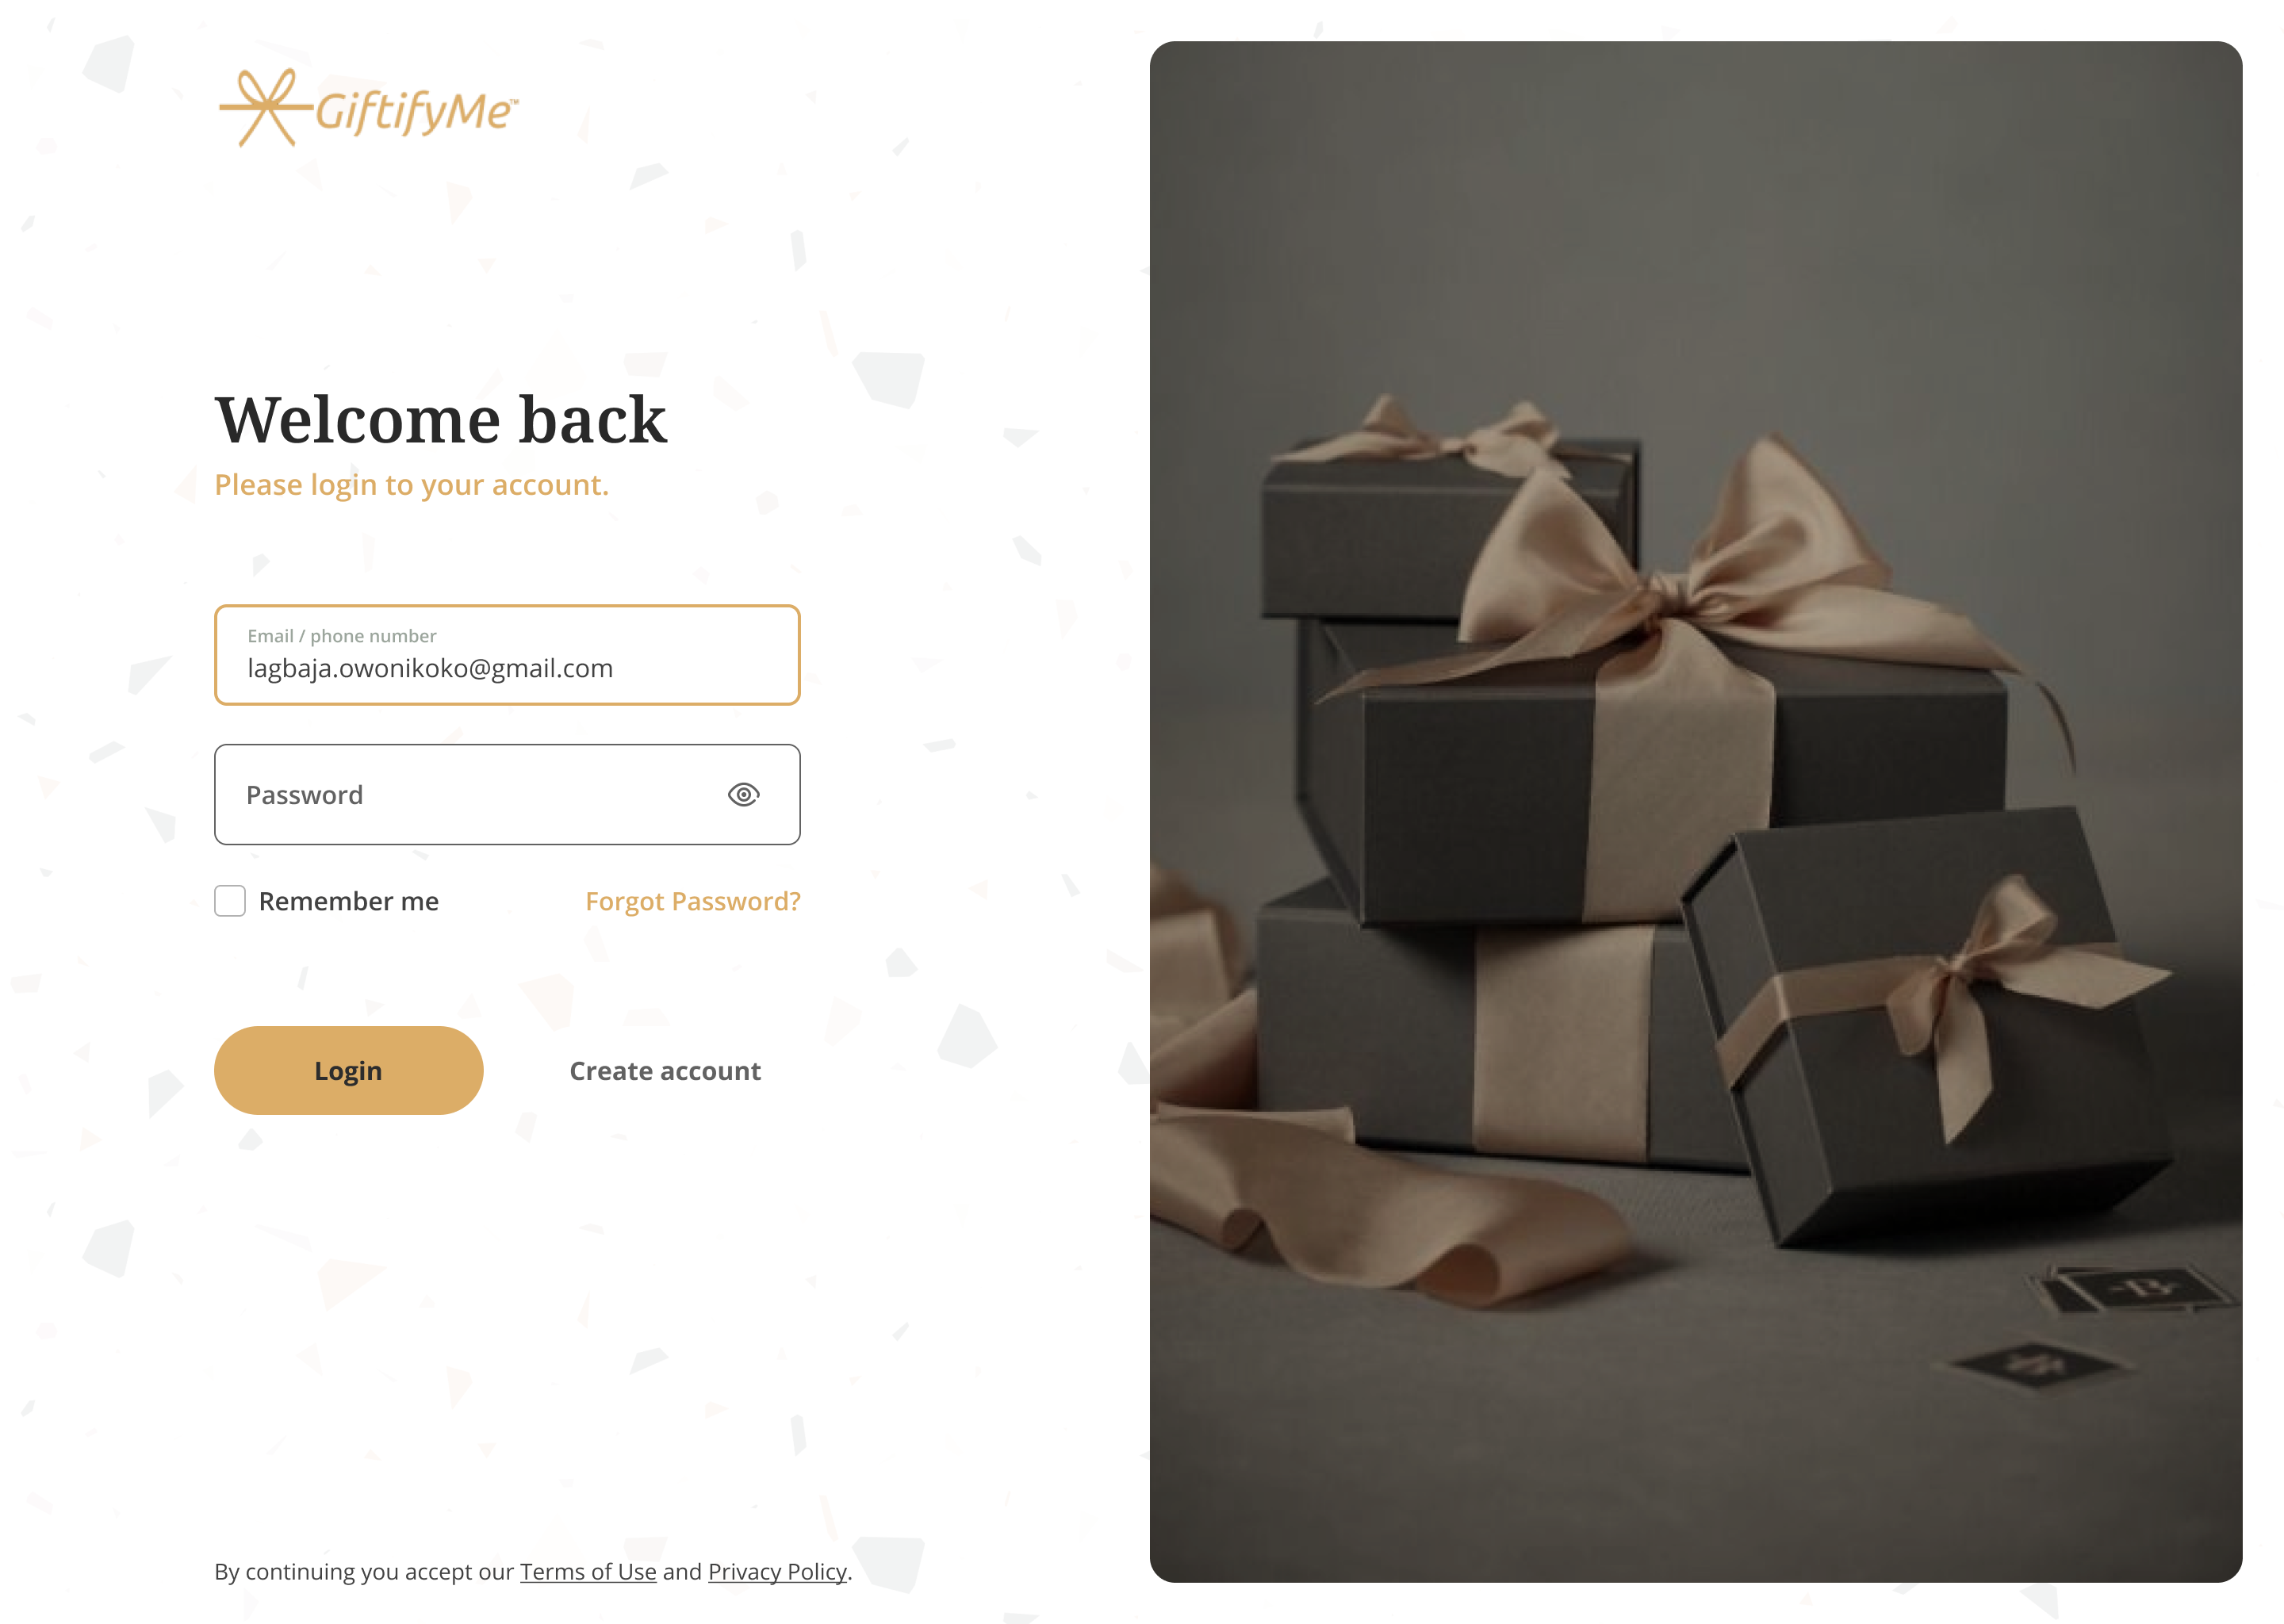 GiftifyMe™
Welcome back
Please login to your account.
Email / phone number
lagbaja.owonikoko@gmail.com
Password
Remember me
Forgot Password?
Login
Create account
By continuing you accept our Terms of Use and Privacy Policy.